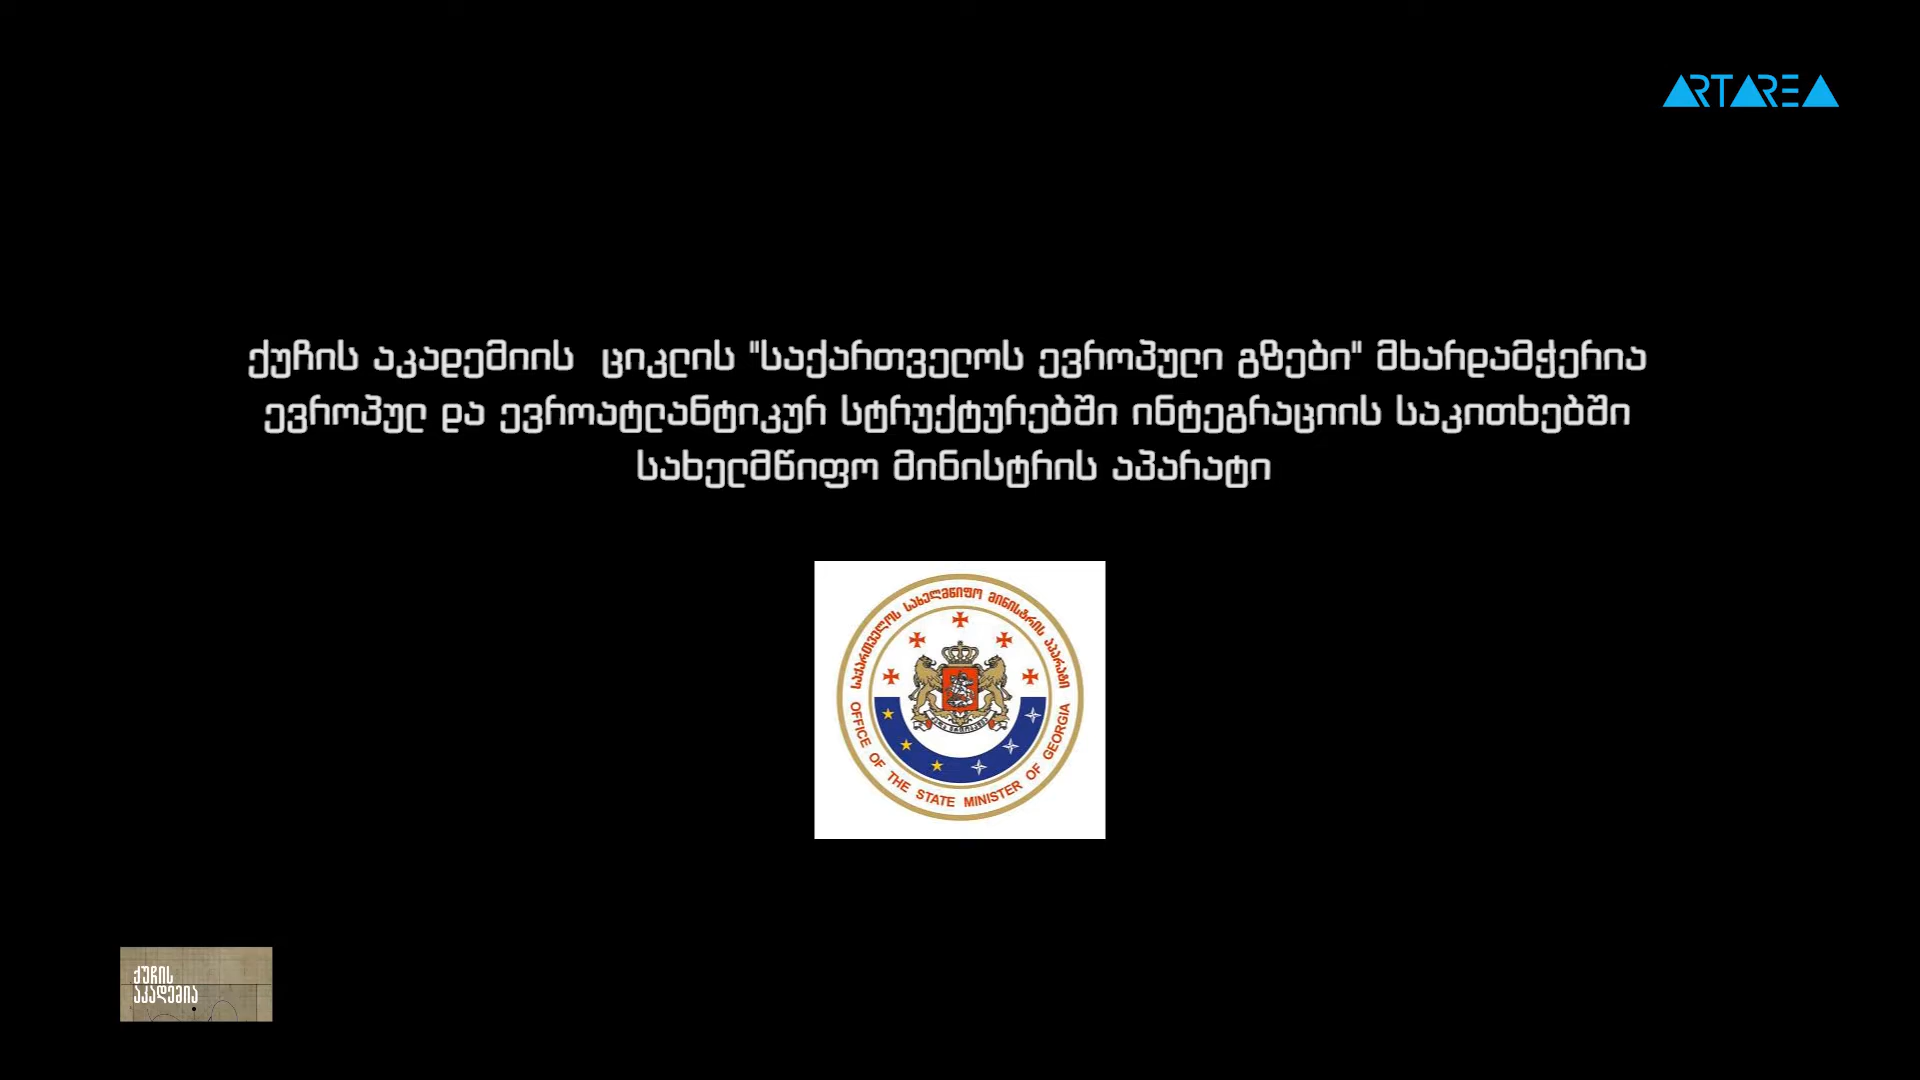 ARTAREA
ქუჩის აკადემიის ციკლის "საქართველოს ევროპული გზები" მხარდამჭერია
ევროპულ და ევროატლანტიკურ სტრუქტურებში ინტეგრაციის საკითხებში
სახელმწიფო მინისტრის აპარატი
საქართველოს სახელმწიფო მინისტრის აპარატი
OFFICE OF THE STATE MINISTER OF GEORGIA
ქუჩის
აკადემია